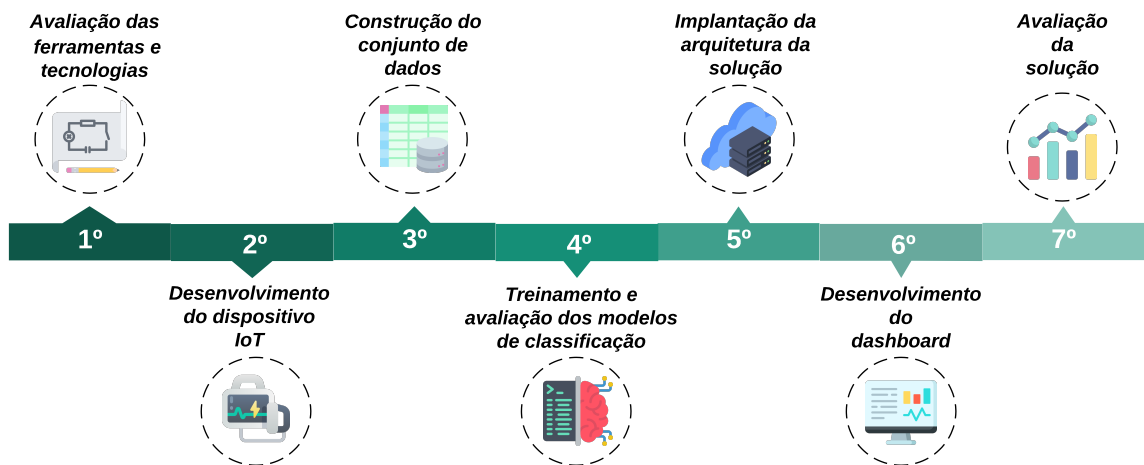 Avaliação das
ferramentas e
tecnologias
1º
2º
Desenvolvimento
do dispositivo
IoT
Construção do
conjunto de
dados
3º
4º
Treinamento e
avaliação dos modelos
de classificação
Implantação da
arquitetura da
solução
5º
6º
Desenvolvimento
do
dashboard
Avaliação
da
solução
7º